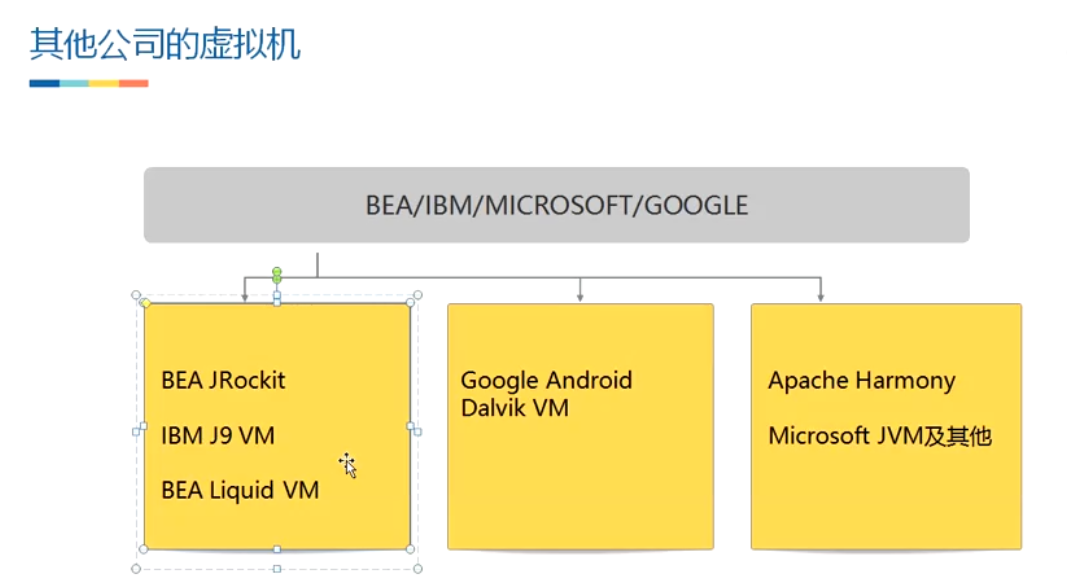 其他公司的虚拟机
BEA/IBM/MICROSOFT/GOOGLE
BEA JRockit
IBM J9 VM
BEA Liquid VM
Google Android
Dalvik VM
Apache Harmony
Microsoft JVM及其他